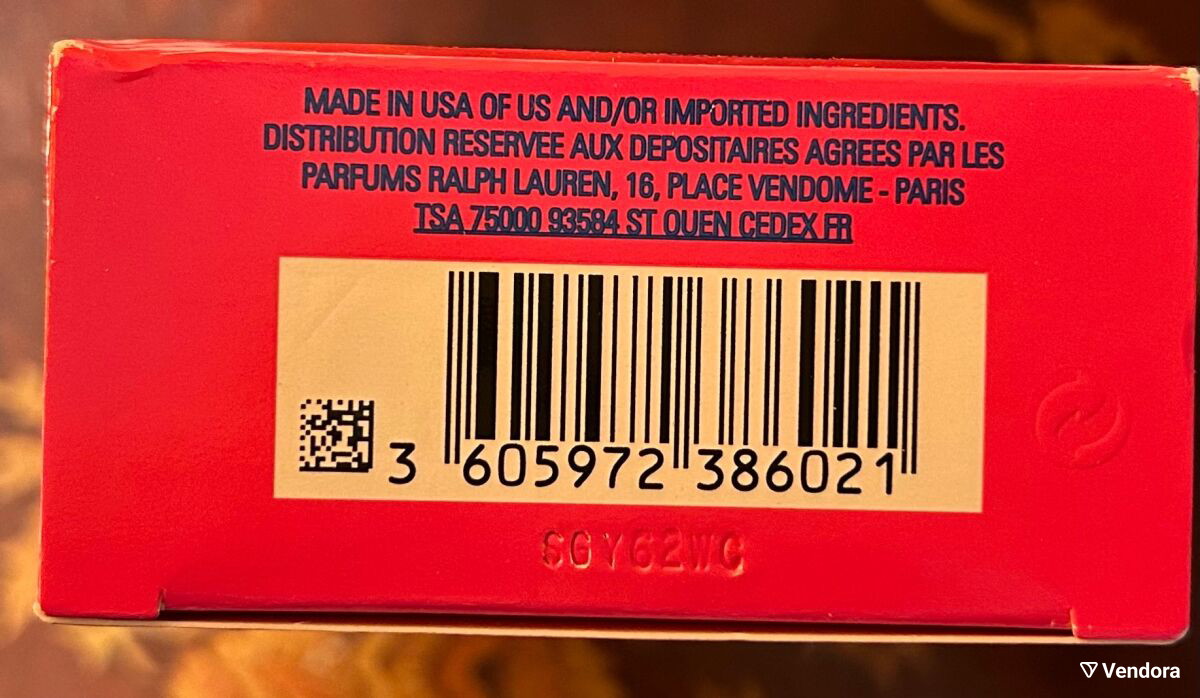 MADE IN USA OF US AND/OR IMPORTED INGREDIENTS.
DISTRIBUTION RESERVEE AUX DEPOSITAIRES AGREES PAR LES
PARFUMS RALPH LAUREN, 16, PLACE VENDOME - PARIS
TSA 75000 93584 ST OUEN CEDEX FR
3 605972 386021
SGY62WC
Vendora